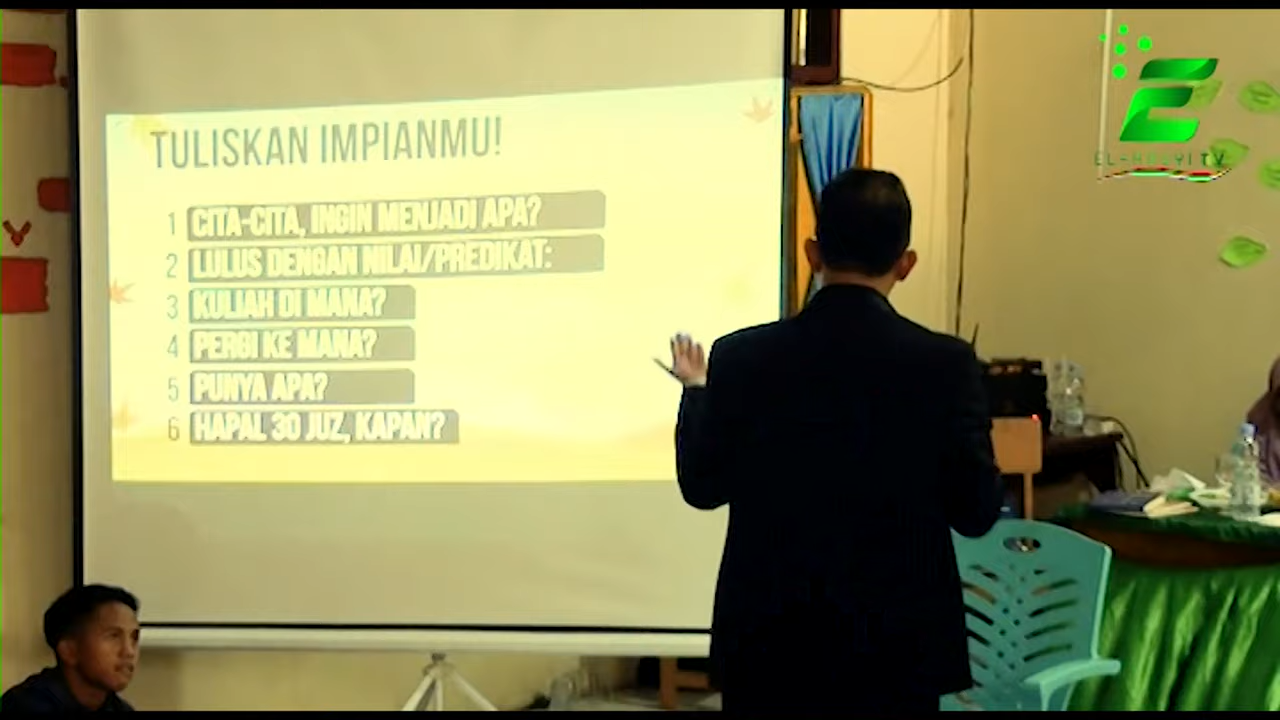 TULISKAN IMPIANMU!
1 CITA-CITA, INGIN MENJADI APA?
2 LULUS DENGAN NILAI/PREDIKAT:
3 KULIAH DI MANA?
4 PERGI KE MANA?
5 PUNYA APA?
6 HAPAL 30 JUZ, KAPAN?
TV